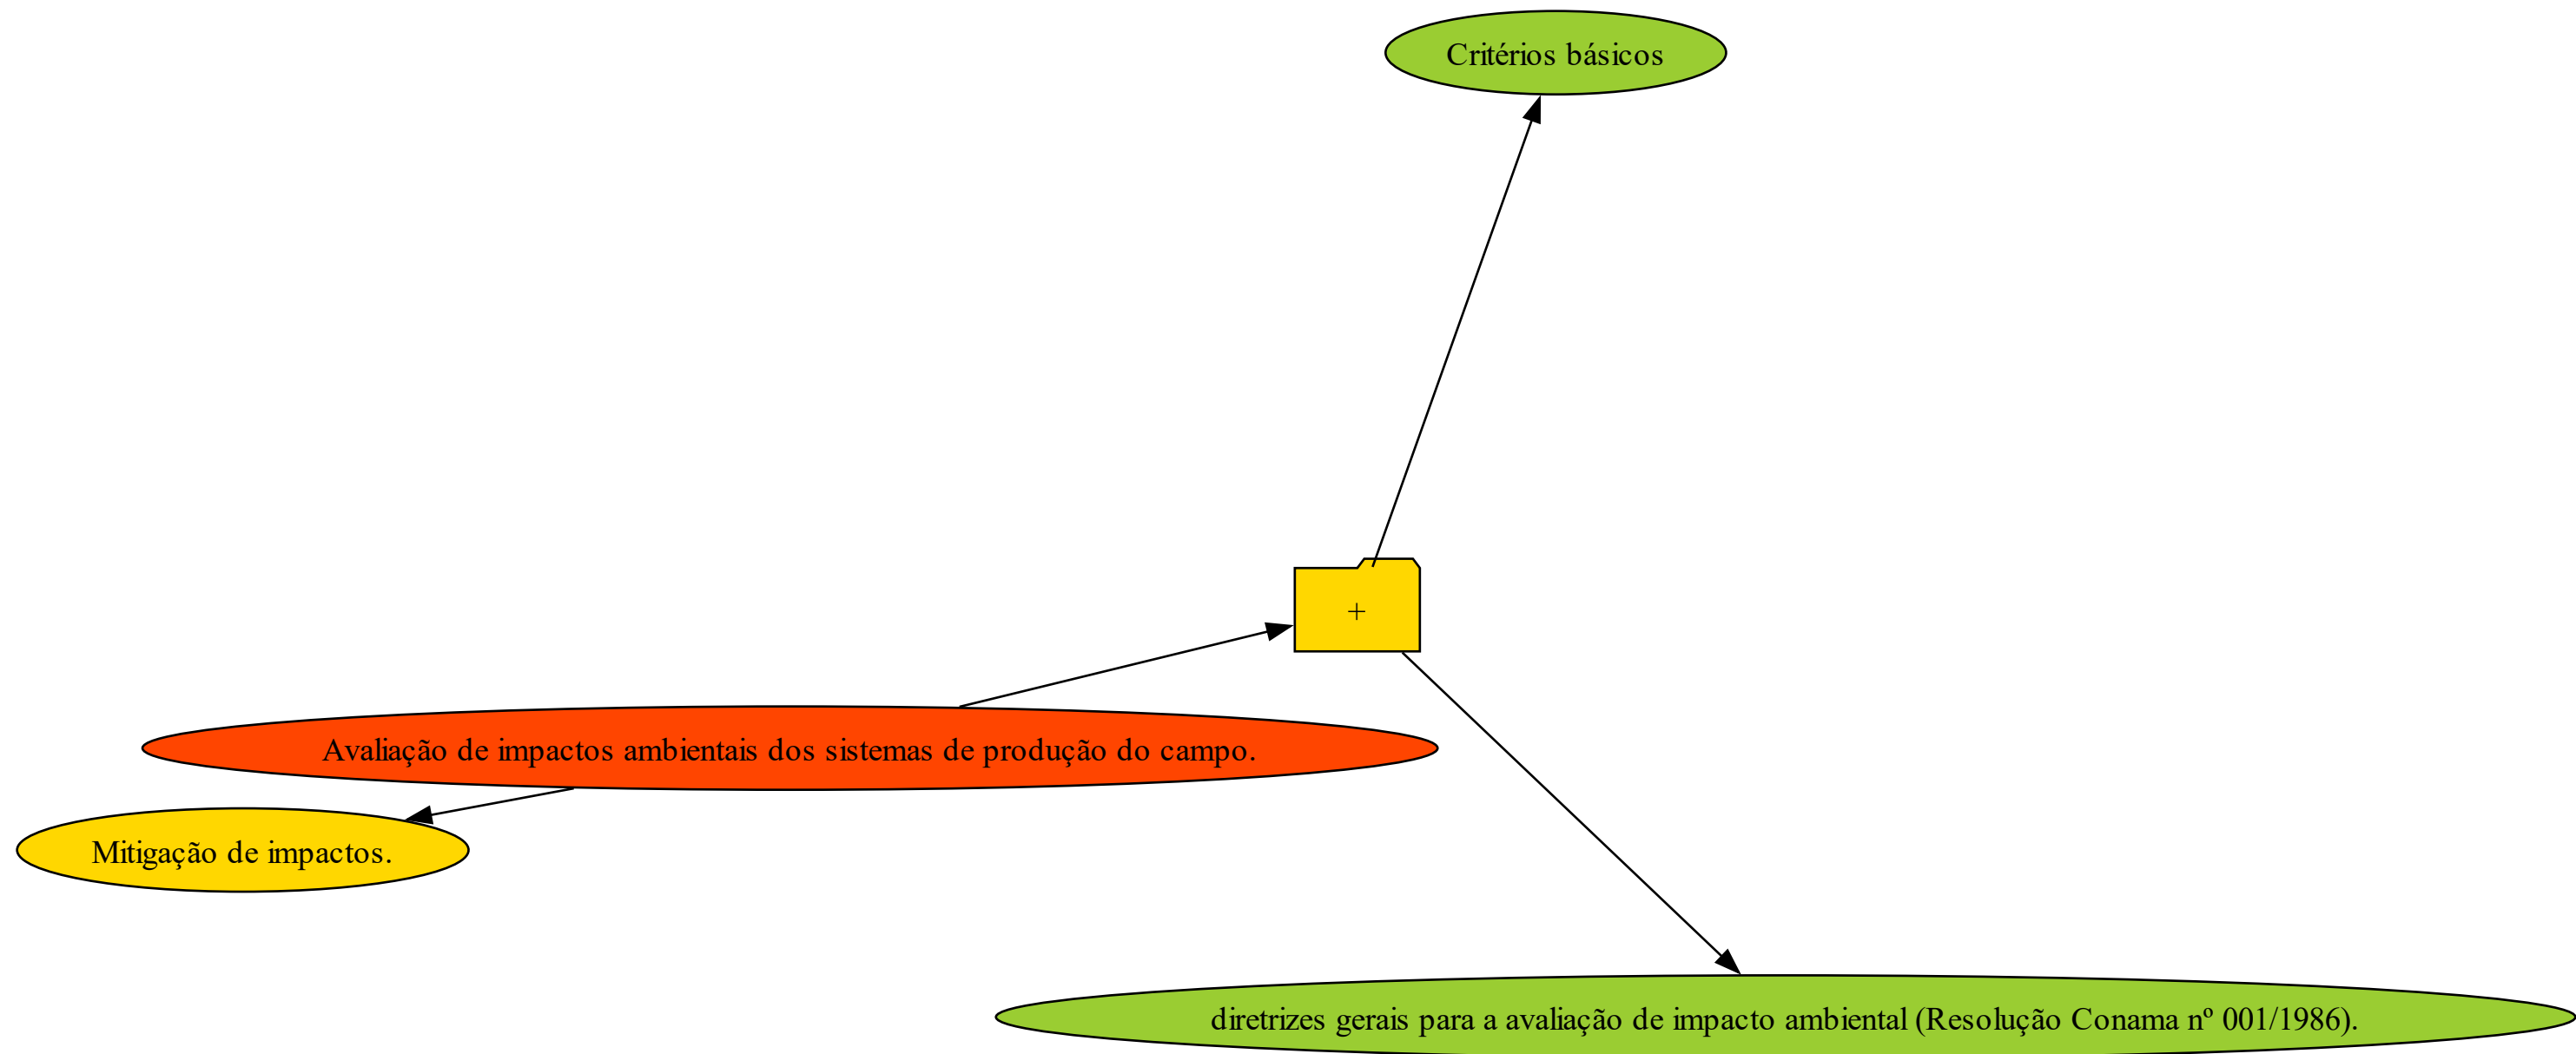 Critérios básicos
+
Avaliação de impactos ambientais dos sistemas de produção do campo.
Mitigação de impactos.
diretrizes gerais para a avaliação de impacto ambiental (Resolução Conama nº 001/1986).